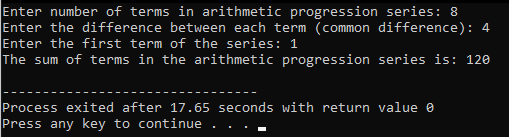 Enter number of terms in arithmetic progression series: 8
Enter the difference between each term (common difference): 4
Enter the first term of the series: 1
The sum of terms in the arithmetic progression series is: 120
--------------------------------
Process exited after 17.65 seconds with return value 0
Press any key to continue . . .